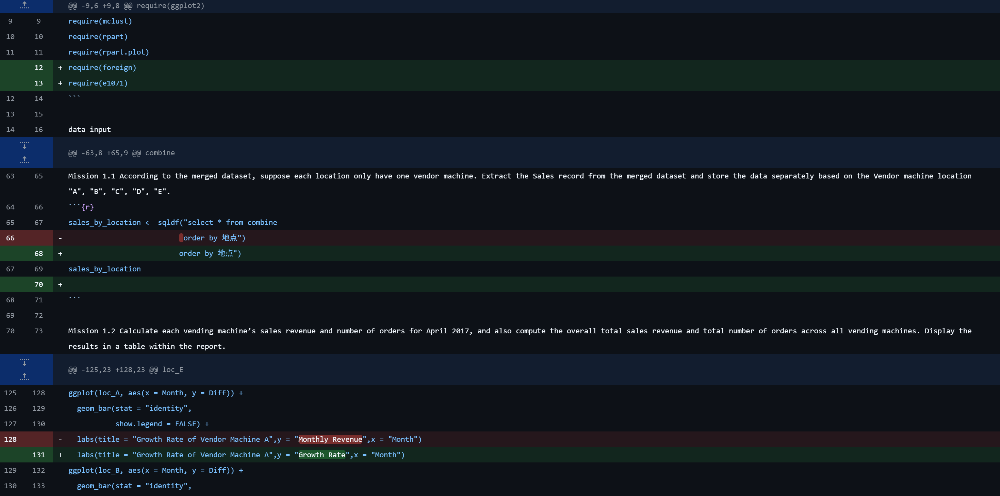 @@ -9,6 +9,8 @@ require(ggplot2)
9 9 require(mclust)
10 10 require(rpart)
11 11 require(rpart.plot)
12 + require(foreign)
13 + require(e1071)
12 14 ```
13 15
14 16 data input
@@ -63,8 +65,9 @@ combine
63 65 Mission 1.1 According to the merged dataset, suppose each location only have one vendor machine. Extract the Sales record from the merged dataset and store the data separately based on the Vendor machine location
"A", "B", "C", "D", "E".
64 66 ```{r}
65 67 sales_by_location <- sqldf("select * from combine
66 - order by 地点")
68 + order by 地点")
67 69 sales_by_location
70 +
68 71 ```
69 72
70 73 Mission 1.2 Calculate each vending machine’s sales revenue and number of orders for April 2017, and also compute the overall total sales revenue and total number of orders across all vending machines. Display the
results in a table within the report.
@@ -125,23 +128,23 @@ loc_E
125 128 ggplot(loc_A, aes(x = Month, y = Diff)) +
126 129 geom_bar(stat = "identity",
127 130 show.legend = FALSE) +
128 - labs(title = "Growth Rate of Vendor Machine A",y = "Monthly Revenue",x = "Month")
131 + labs(title = "Growth Rate of Vendor Machine A",y = "Growth Rate",x = "Month")
129 132 ggplot(loc_B, aes(x = Month, y = Diff)) +
130 133 geom_bar(stat = "identity",